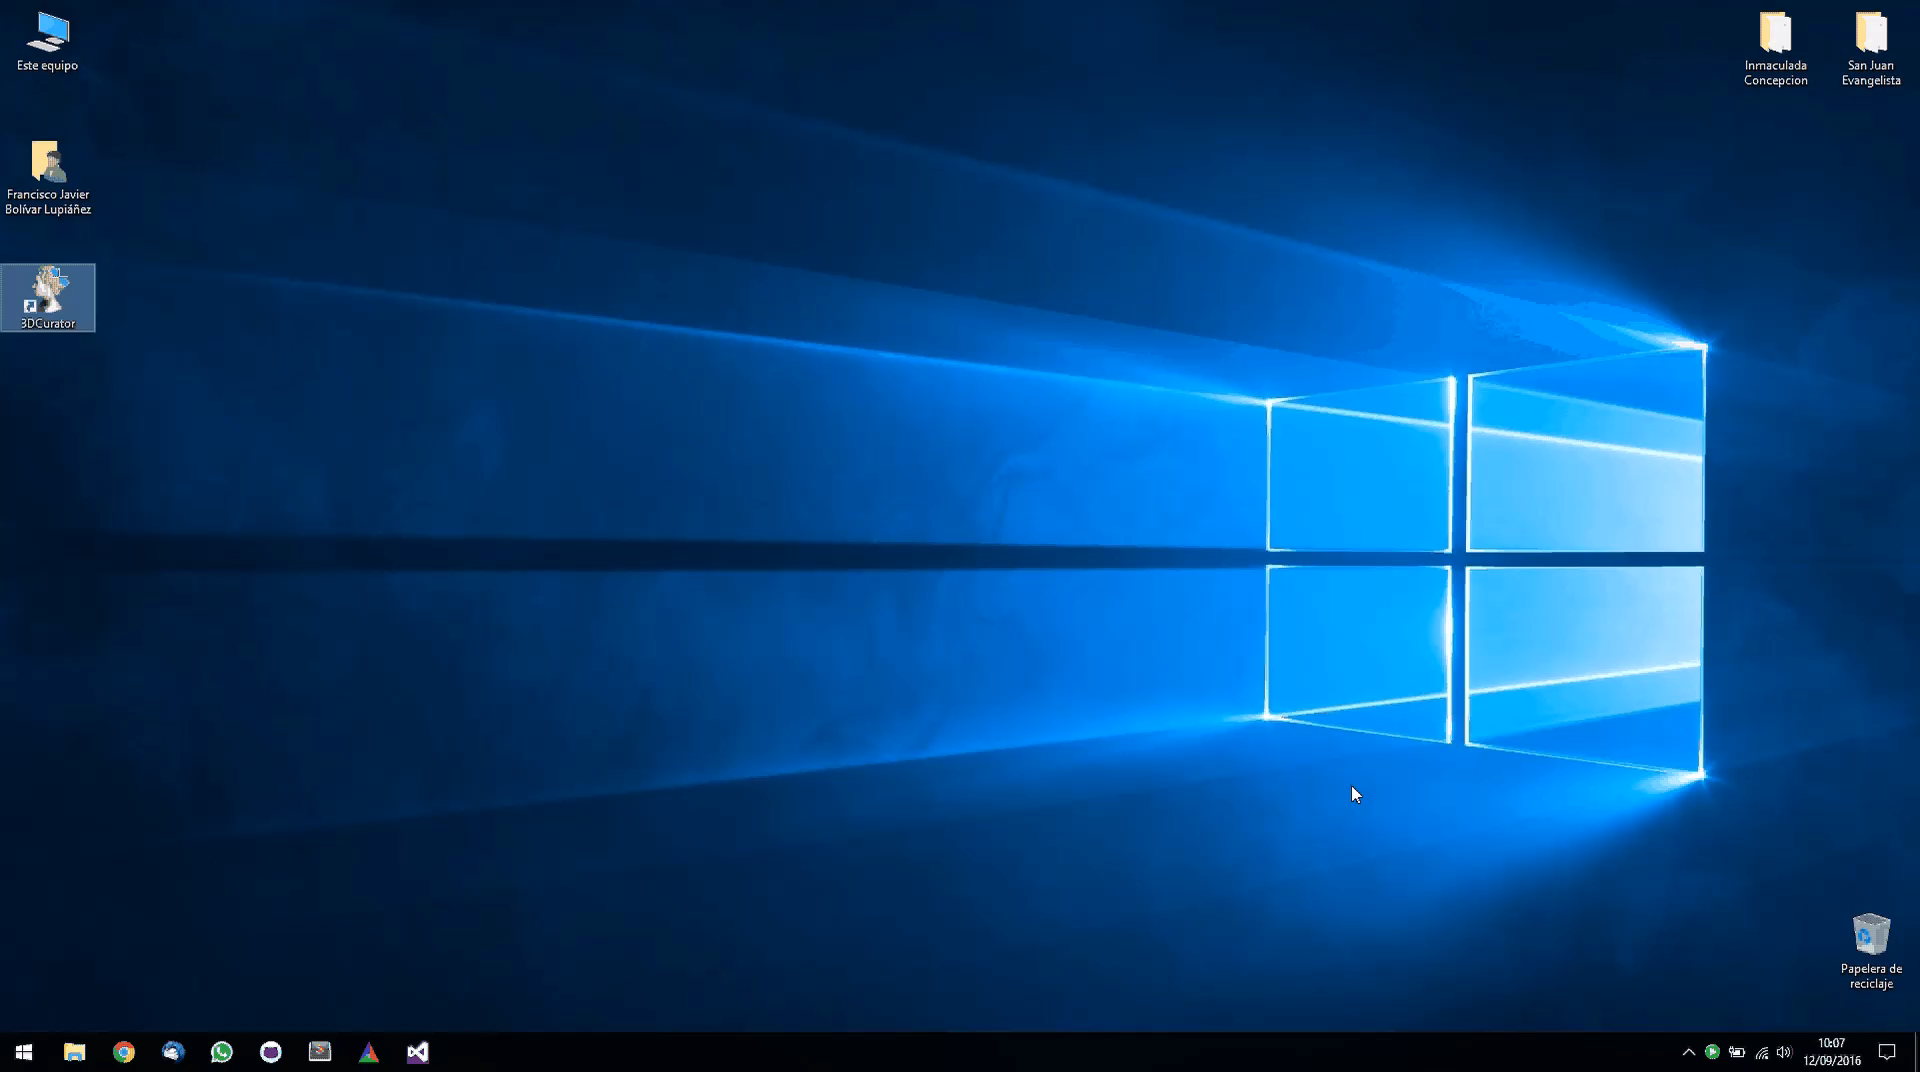 Este equipo
Inmaculada
Concepcion
San Juan
Evangelista
Francisco Javier
Bolívar Lupiáñez
3DCurator
Papelera de
reciclaje
10:07
12/09/2016